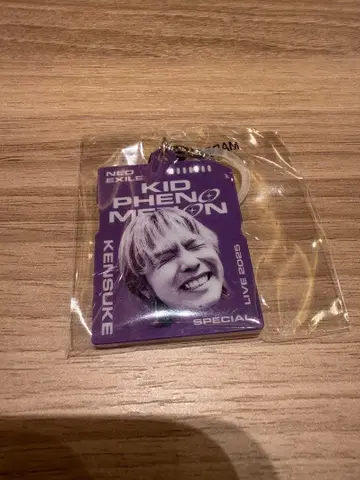 NEO
EXILE
KID
PHENO
MENON
KENSUKE
LIVE 2025
SPECIAL